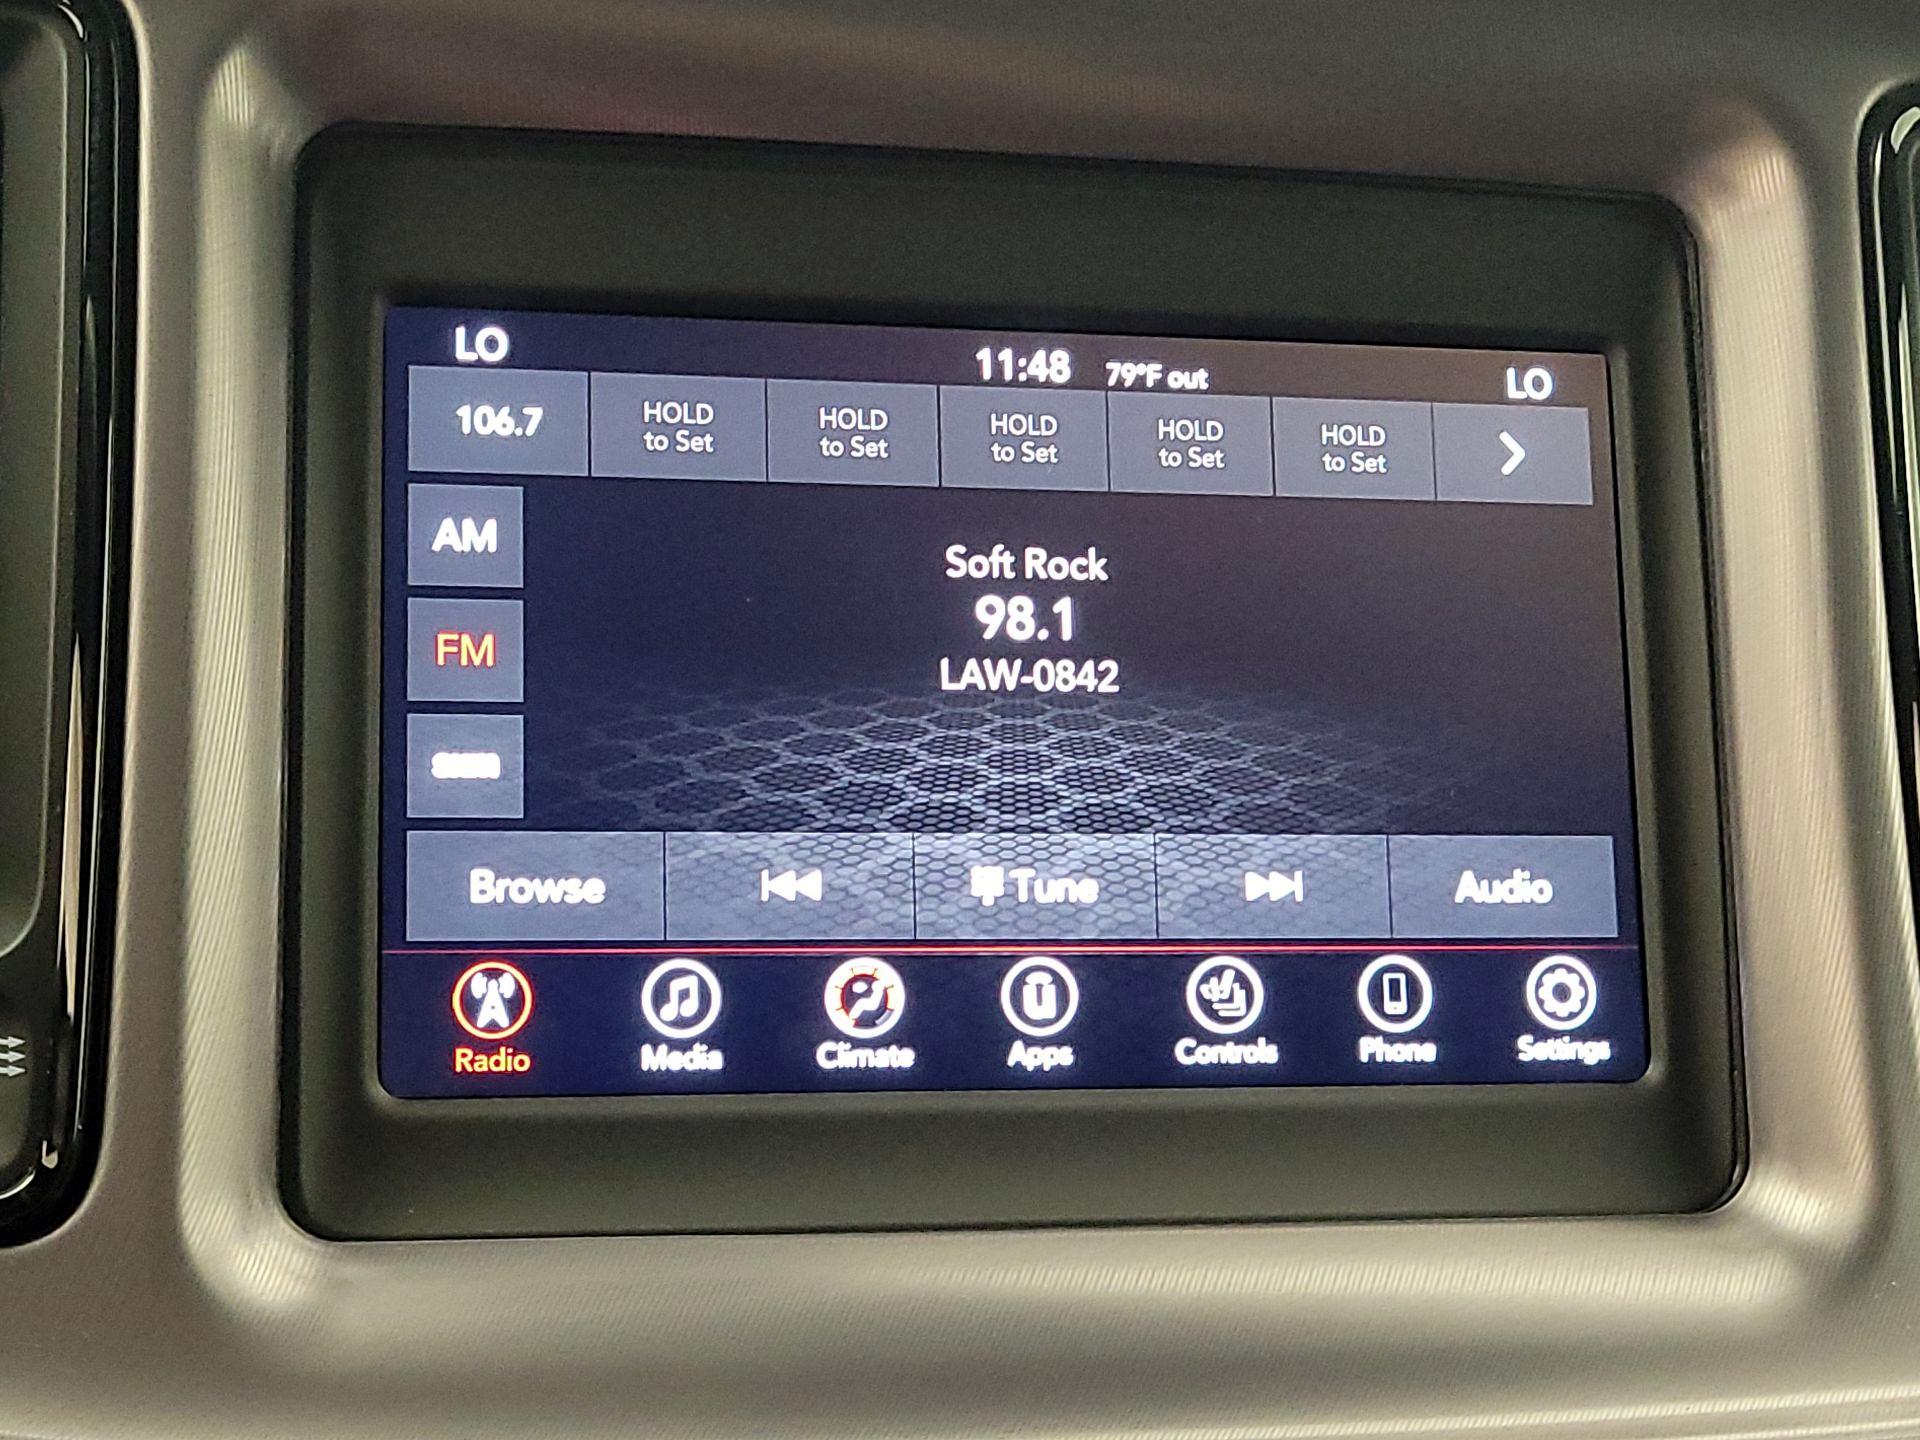 LO
11:48 79°F out
LO
106.7
HOLD
to Set
HOLD
to Set
HOLD
to Set
HOLD
to Set
HOLD
to Set
AM
FM
Soft Rock
98.1
LAW-0842
Browse
Tune
Audio
Radio
Media
Climate
Apps
Controls
Phone
Settings